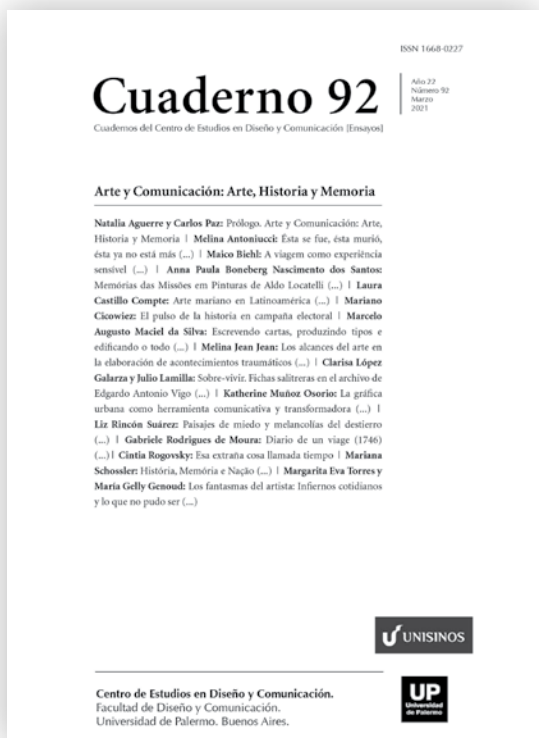 ISSN 1668-0227
Cuaderno 92
Año 22
Número 92
Marzo
2021
Cuadernos del Centro de Estudios en Diseño y Comunicación [Ensayos]
Arte y Comunicación: Arte, Historia y Memoria
Natalia Aguerre y Carlos Paz: Prólogo. Arte y Comunicación: Arte,
Historia y Memoria | Melina Antoniucci: Ésta se fue, ésta murió,
ésta ya no está más (...) | Maico Biehl: A viagem como experiência
sensível (...) | Anna Paula Boneberg Nascimento dos Santos:
Memórias das Missões em Pinturas de Aldo Locatelli (...) | Laura
Castillo Compte: Arte mariano en Latinoamérica (...) | Mariano
Cicowiez: El pulso de la historia en campaña electoral | Marcelo
Augusto Maciel da Silva: Escrevendo cartas, produzindo tipos e
edificando o todo (...) | Melina Jean Jean: Los alcances del arte en
la elaboración de acontecimientos traumáticos (...) | Clarisa López
Galarza y Julio Lamilla: Sobre-vivir. Fichas salitreras en el archivo de
Edgardo Antonio Vigo (...) | Katherine Muñoz Osorio: La gráfica
urbana como herramienta comunicativa y transformadora (...) |
Liz Rincón Suárez: Paisajes de miedo y melancolías del destierro
(...) | Gabriele Rodrigues de Moura: Diario de un viage (1746)
(...)| Cintia Rogovsky: Esa extraña cosa llamada tiempo | Mariana
Schossler: História, Memória e Nação (...) | Margarita Eva Torres y
María Gelly Genoud: Los fantasmas del artista: Infiernos cotidianos
y lo que no pudo ser (...)
UNISINOS
Centro de Estudios en Diseño y Comunicación.
Facultad de Diseño y Comunicación.
Universidad de Palermo. Buenos Aires.
UP
Universidad
de Palermo